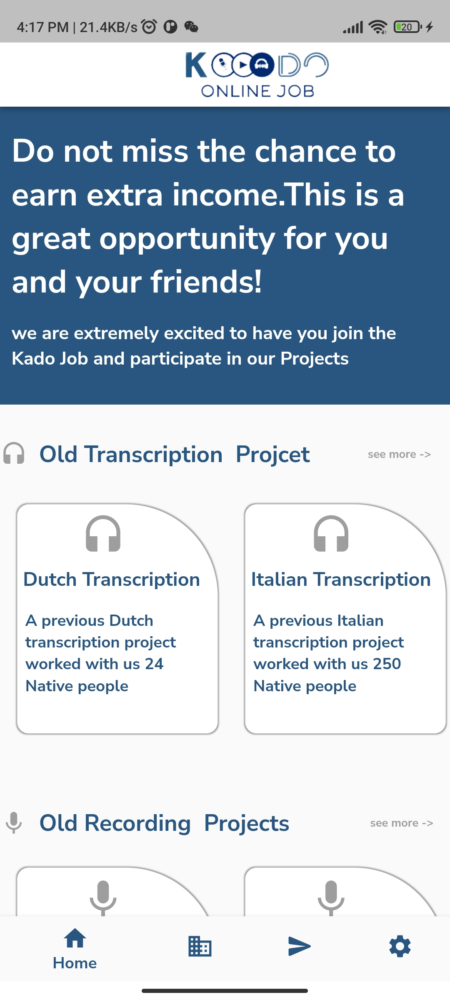 4:17 PM | 21.4KB/s
20
K DO
ONLINE JOB
Do not miss the chance to
earn extra income.This is a
great opportunity for you
and your friends!
we are extremely excited to have you join the
Kado Job and participate in our Projects
Old Transcription  Projcet
see more ->
Dutch Transcription
A previous Dutch
transcription project
worked with us 24
Native people
Italian Transcription
A previous Italian
transcription project
worked with us 250
Native people
Old Recording  Projects
see more ->
Home